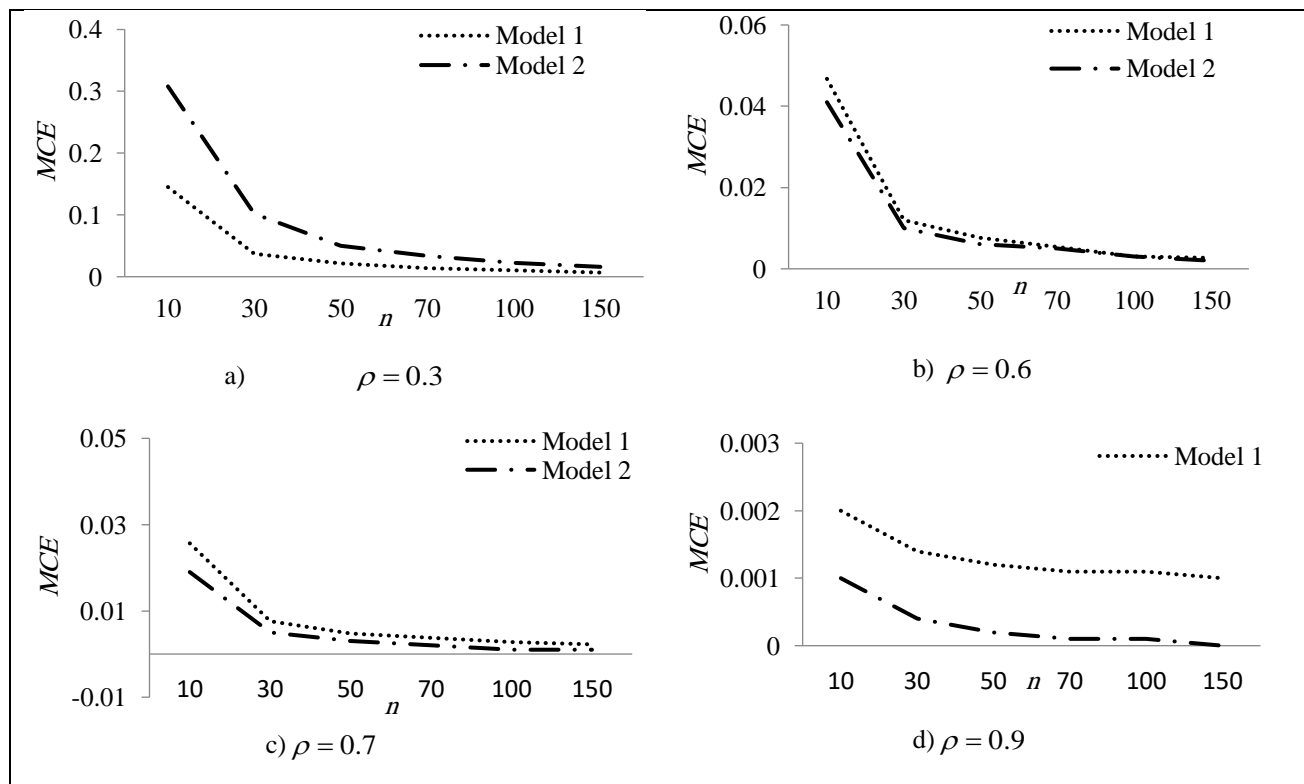 0.4
0.3
0.2
0.1
0
MCE
Model 1
Model 2
10 30 50 70 100 150
n
a) ρ = 0.3
0.06
0.04
0.02
0
MCE
Model 1
Model 2
10 30 50 70 100 150
n
b) ρ = 0.6
0.05
0.03
0.01
-0.01
MCE
Model 1
Model 2
10 30 50 70 100 150
n
c) ρ = 0.7
0.003
0.002
0.001
0
MCE
Model 1
10 30 50 n 70 100 150
d) ρ = 0.9